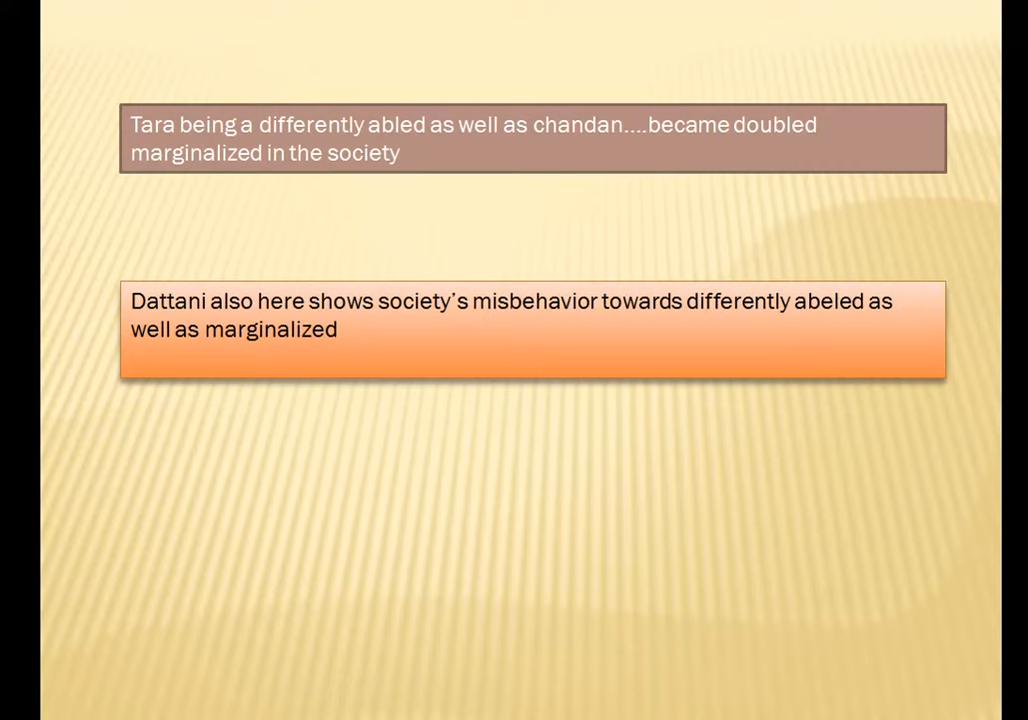 Tara being a differently abled as well as chandan....became doubled
marginalized in the society
Dattani also here shows society’s misbehavior towards differently abeled as
well as marginalized